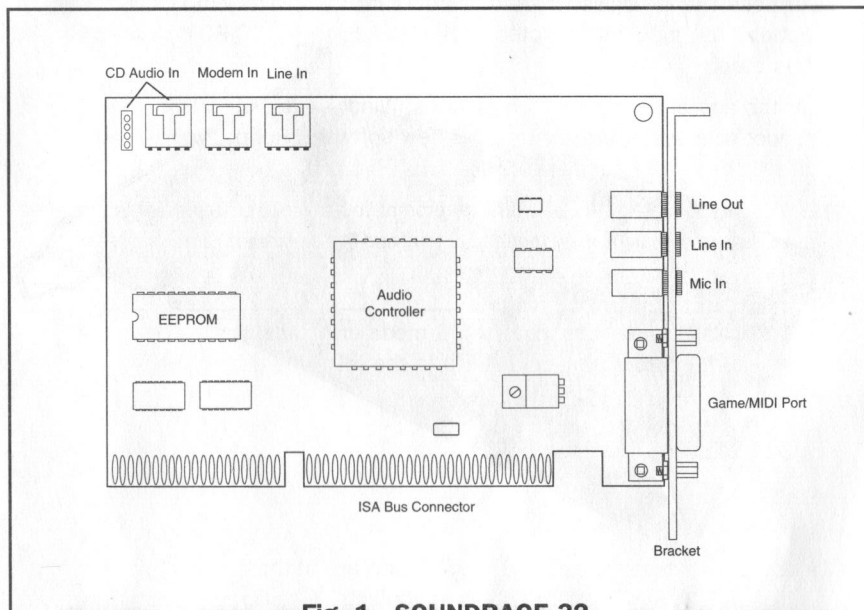 CD Audio In Modem In Line In
Line Out
Line In
Mic In
Audio
Controller
EEPROM
Game/MIDI Port
ISA Bus Connector
Bracket